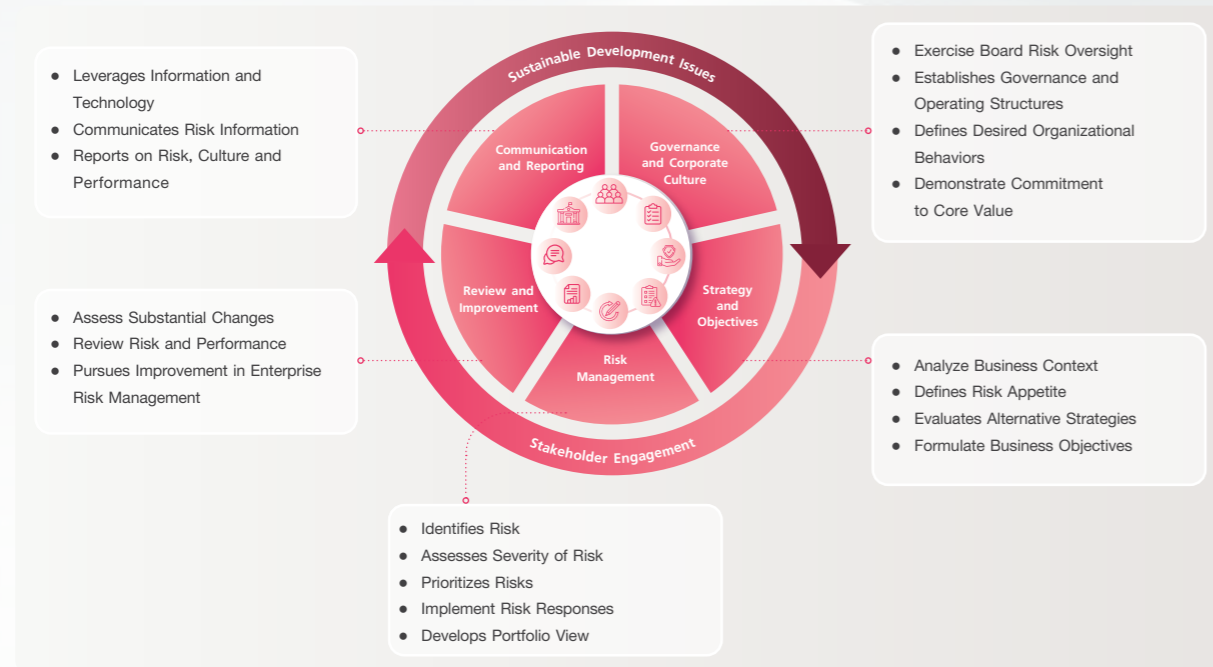 Sustainable Development Issues
● Leverages Information and
Technology
● Communicates Risk Information
● Reports on Risk, Culture and
Performance
Communication
and Reporting
Governance
and Corporate
Culture
● Exercise Board Risk Oversight
● Establishes Governance and
Operating Structures
● Defines Desired Organizational
Behaviors
● Demonstrate Commitment
to Core Value
● Assess Substantial Changes
● Review Risk and Performance
● Pursues Improvement in Enterprise
Risk Management
Review and
Improvement
Strategy
and
Objectives
● Analyze Business Context
● Defines Risk Appetite
● Evaluates Alternative Strategies
● Formulate Business Objectives
Risk
Management
Stakeholder Engagement
● Identifies Risk
● Assesses Severity of Risk
● Prioritizes Risks
● Implement Risk Responses
● Develops Portfolio View